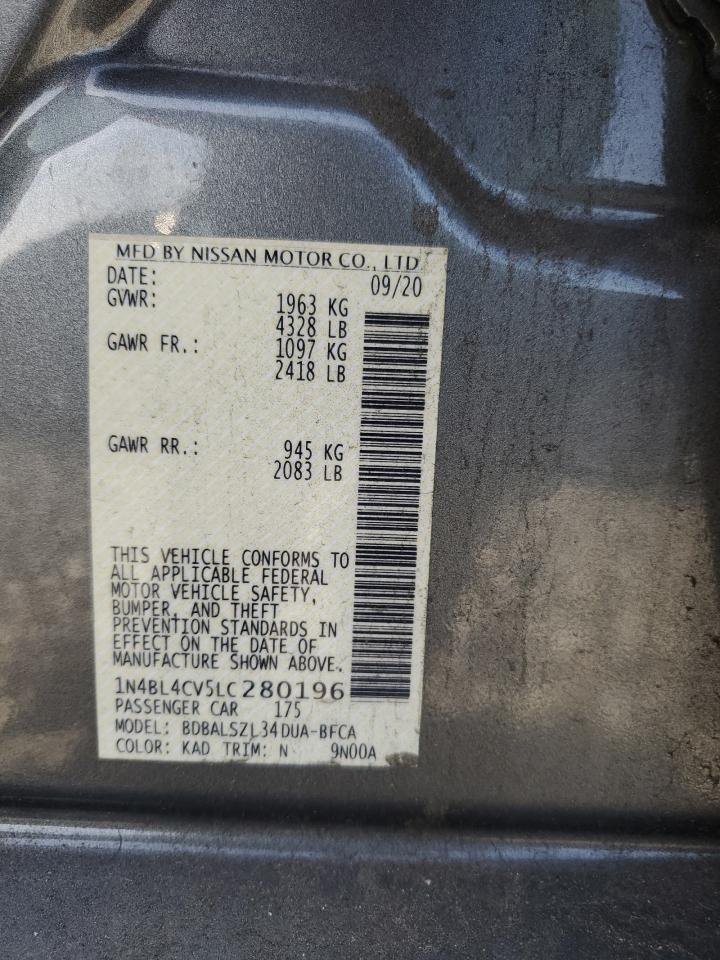 MFD BY NISSAN MOTOR CO., LTD
DATE: 09/20
GVWR: 1963 KG
4328 LB
GAWR FR.: 1097 KG
2418 LB
GAWR RR.: 945 KG
2083 LB
THIS VEHICLE CONFORMS TO
ALL APPLICABLE FEDERAL
MOTOR VEHICLE SAFETY,
BUMPER, AND THEFT
PREVENTION STANDARDS IN
EFFECT ON THE DATE OF
MANUFACTURE SHOWN ABOVE.
1N4BL4CV5LC280196
PASSENGER CAR 175
MODEL: BDBALSZL34DUA-BFCA
COLOR: KAD TRIM: N 9N00A